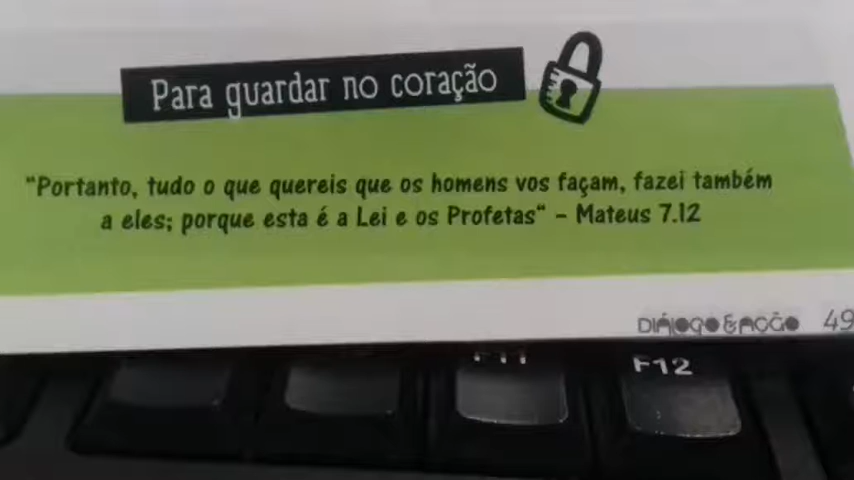 Para guardar no coração
"Portanto, tudo o que quereis que os homens vos façam, fazei também
a eles; porque esta é a Lei e os Profetas" - Mateus 7.12
DIÁLOGO & AÇÃO 49
F11
F12